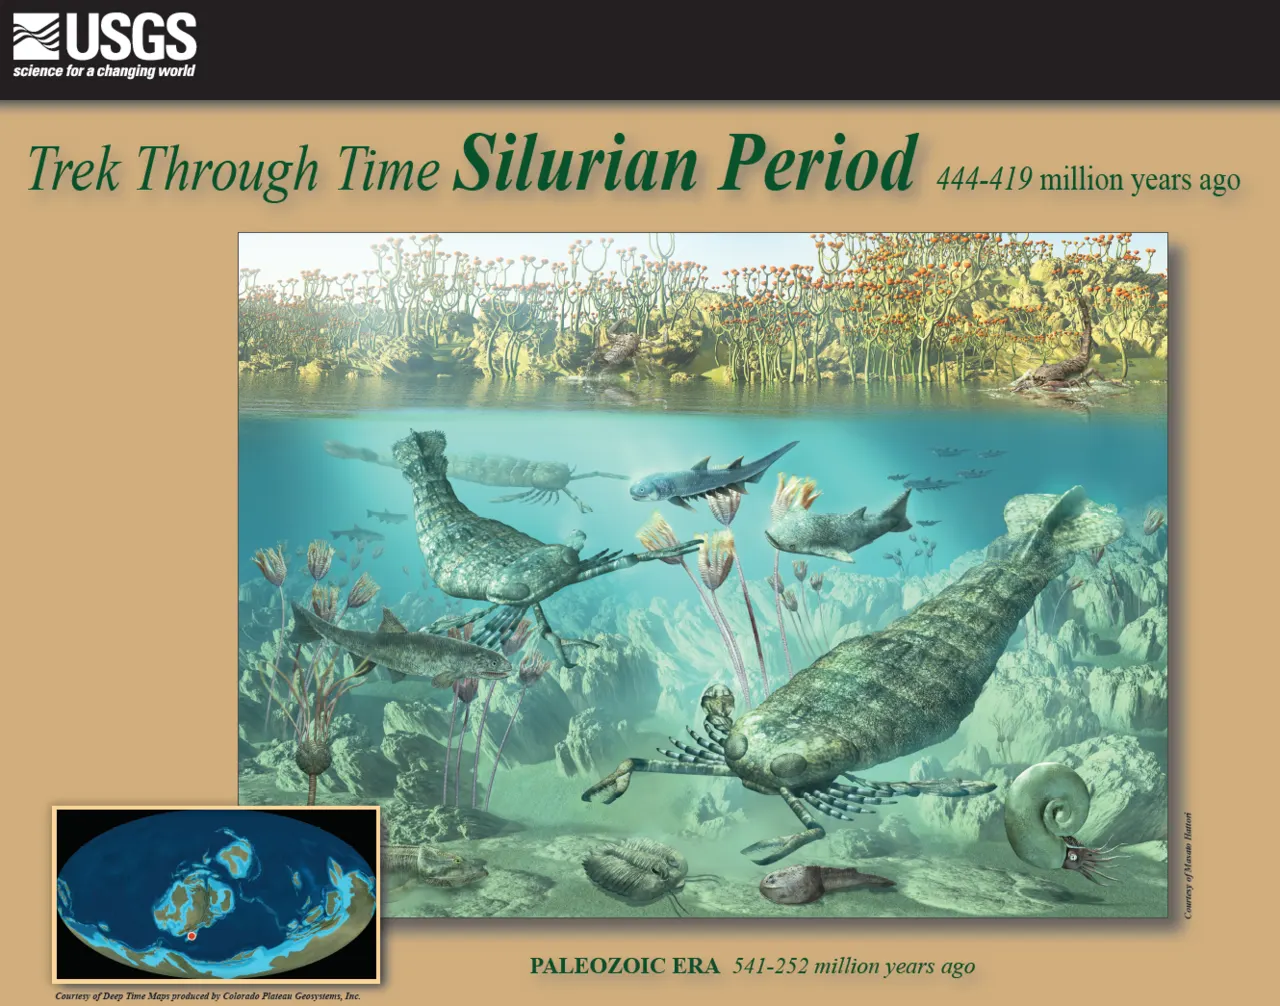 USGS
science for a changing world
Trek Through Time Silurian Period 444-419 million years ago
Courtesy of Masato Hattori
PALEOZOIC ERA 541-252 million years ago
Courtesy of Deep Time Maps produced by Colorado Plateau Geosystems, Inc.